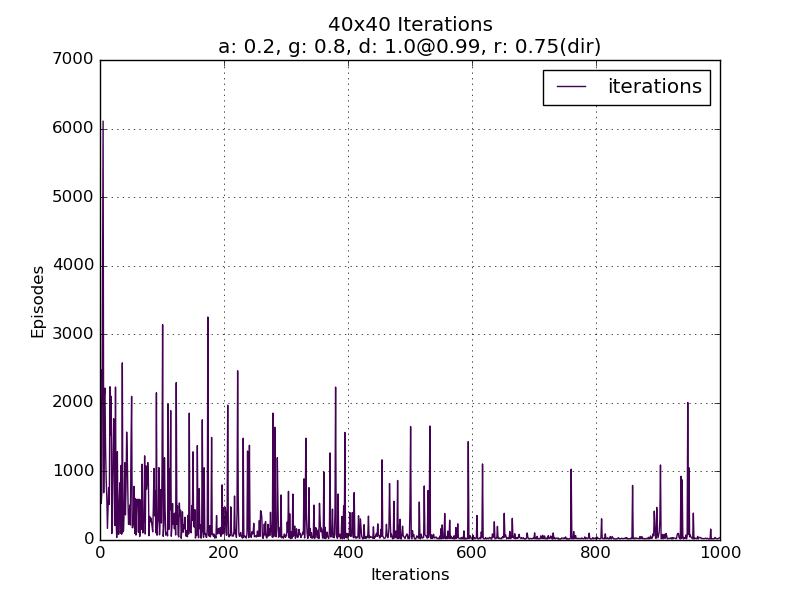 40x40 Iterations
a: 0.2, g: 0.8, d: 1.0@0.99, r: 0.75(dir)
iterations
7000
6000
5000
4000
3000
2000
1000
0
Episodes
0 200 400 600 800 1000
Iterations